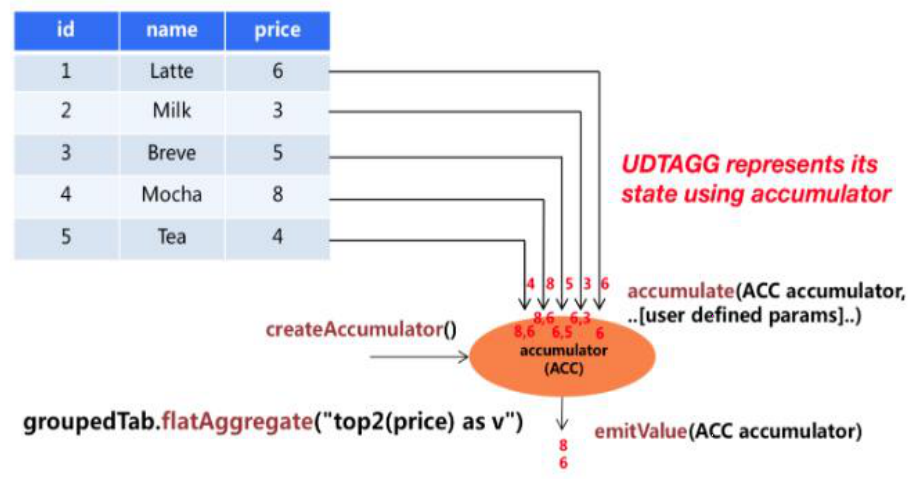 id name price
1 Latte 6
2 Milk 3
3 Breve 5
4 Mocha 8
5 Tea 4
UDTAGG represents its
state using accumulator
4 8 5 3 6
accumulate(ACC accumulator,
..[user defined params]..)
8,6 6,3
8,6 6,5 6
createAccumulator()
accumulator
(ACC)
groupedTab.flatAggregate("top2(price) as v")
emitValue(ACC accumulator)
8
6